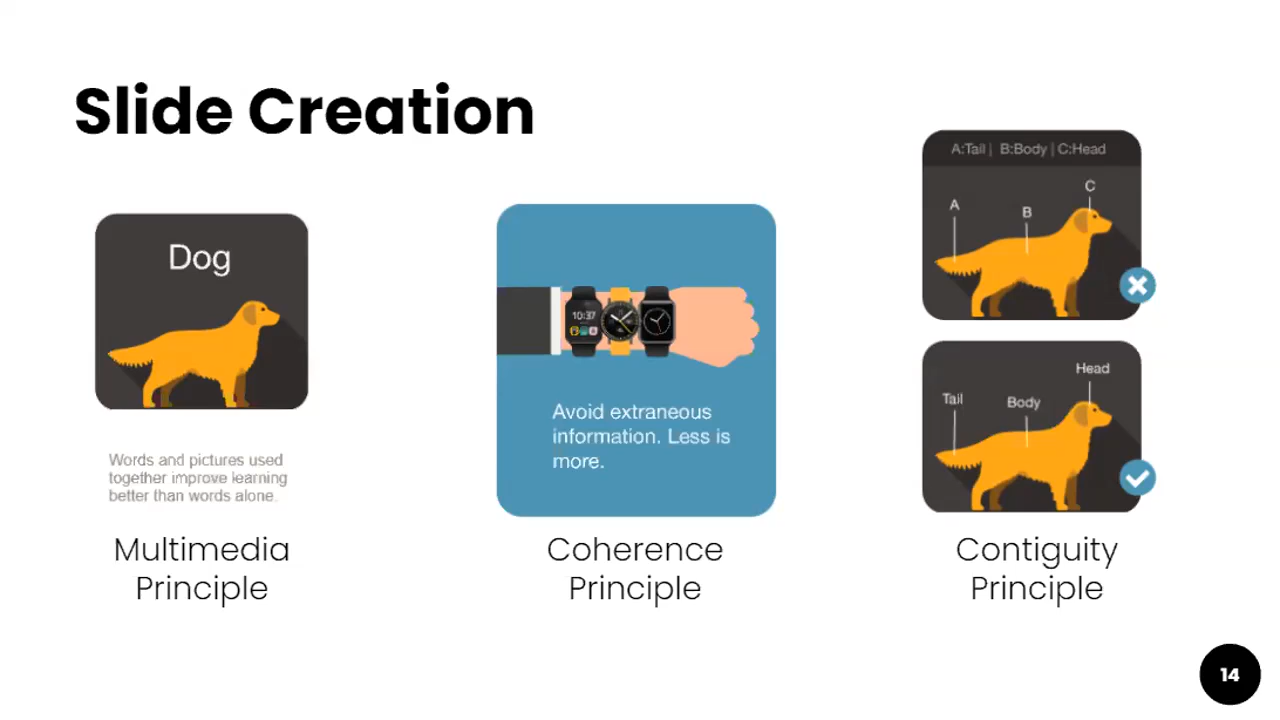 Slide Creation
Dog
Words and pictures used
together improve learning
better than words alone.
Multimedia
Principle
10:37
Avoid extraneous
information. Less is
more.
Coherence
Principle
A:Tail | B:Body | C:Head
A
B
C
Tail
Body
Head
Contiguity
Principle
14